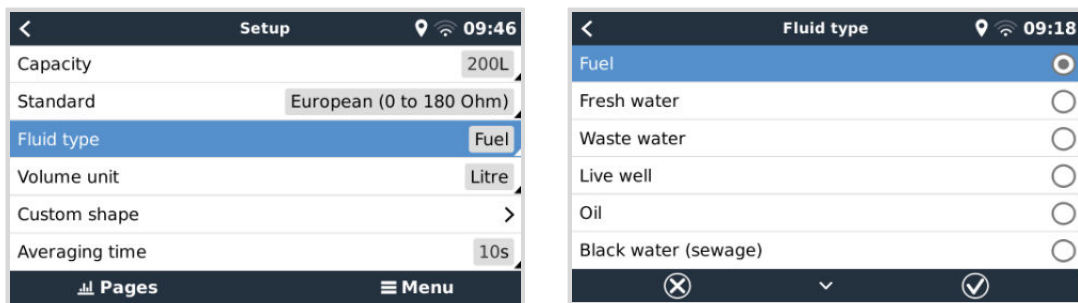 Setup 09:46
Capacity 200L
Standard European (0 to 180 Ohm)
Fluid type Fuel
Volume unit Litre
Custom shape
Averaging time 10s
Pages Menu
Fluid type 09:18
Fuel
Fresh water
Waste water
Live well
Oil
Black water (sewage)